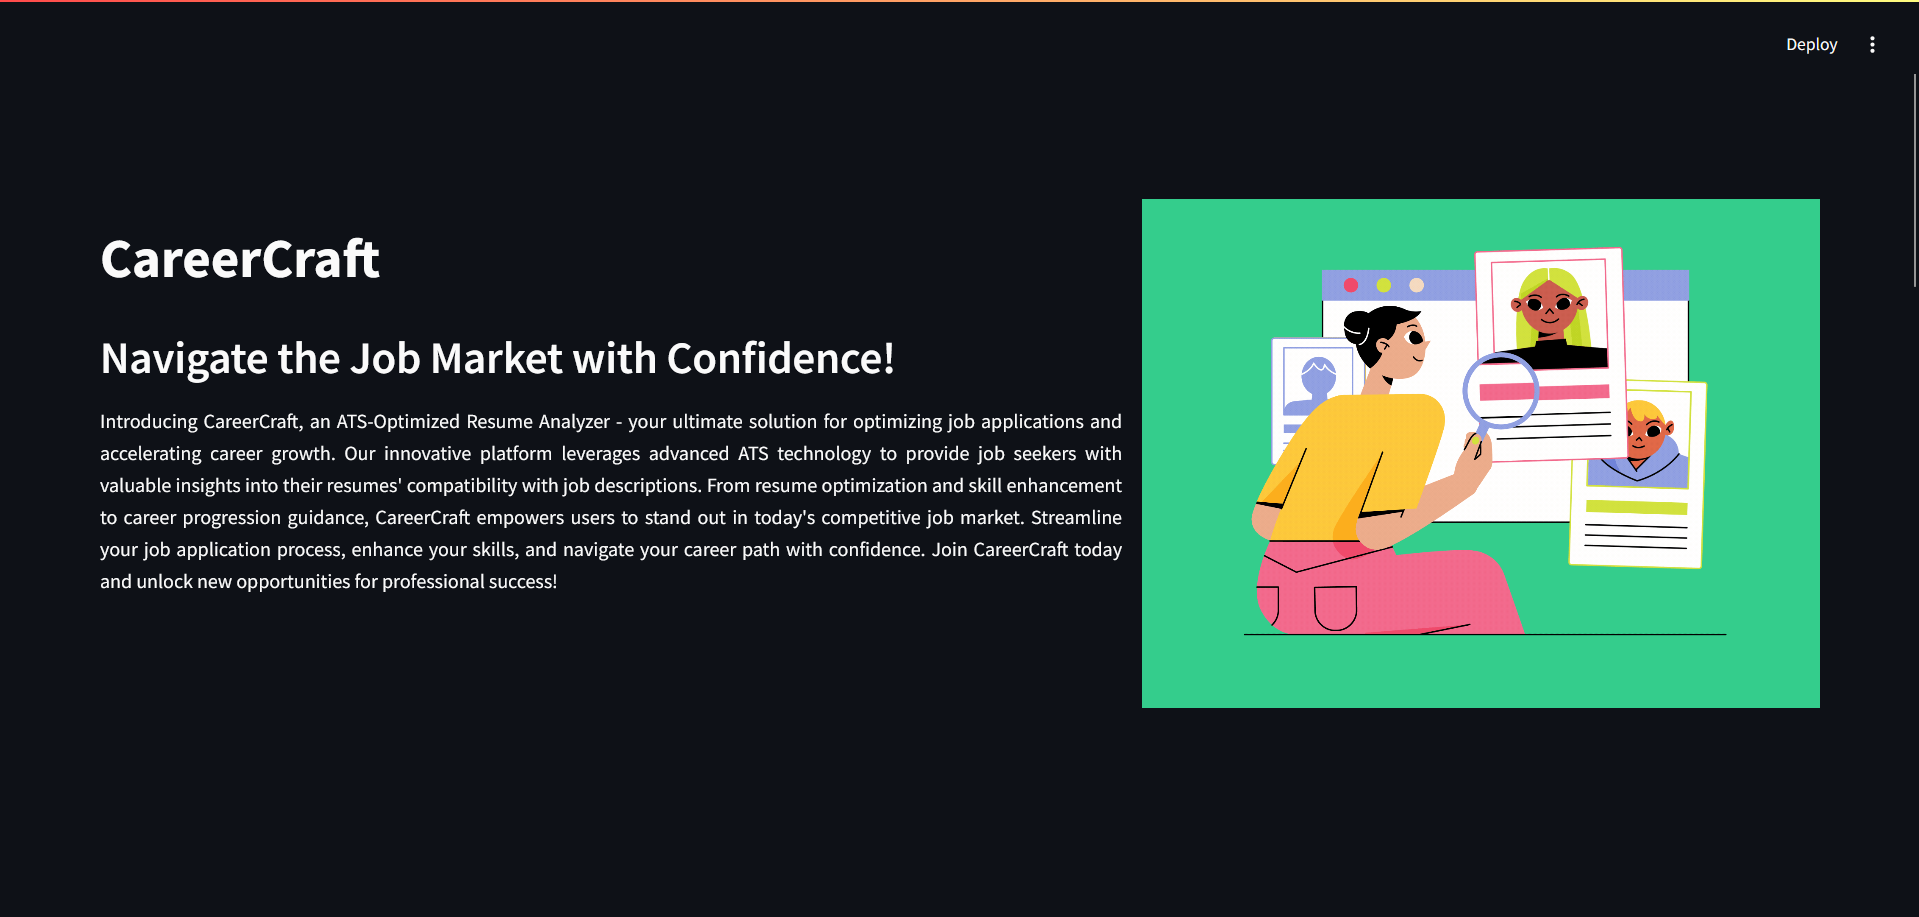 Deploy
CareerCraft
Navigate the Job Market with Confidence!
Introducing CareerCraft, an ATS-Optimized Resume Analyzer - your ultimate solution for optimizing job applications and
accelerating career growth. Our innovative platform leverages advanced ATS technology to provide job seekers with
valuable insights into their resumes' compatibility with job descriptions. From resume optimization and skill enhancement
to career progression guidance, CareerCraft empowers users to stand out in today's competitive job market. Streamline
your job application process, enhance your skills, and navigate your career path with confidence. Join CareerCraft today
and unlock new opportunities for professional success!